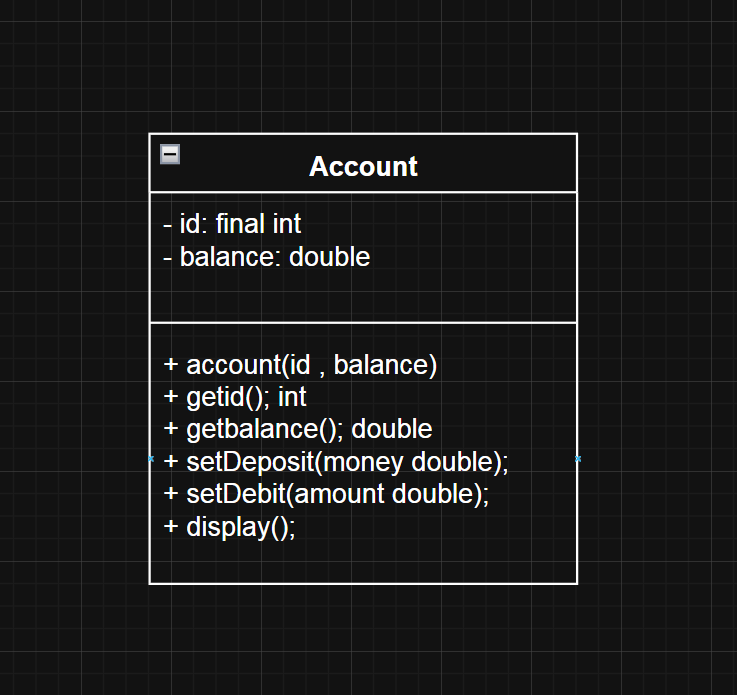 Account
- id: final int
- balance: double
+ account(id , balance)
+ getid(); int
+ getbalance(); double
+ setDeposit(money double);
+ setDebit(amount double);
+ display();